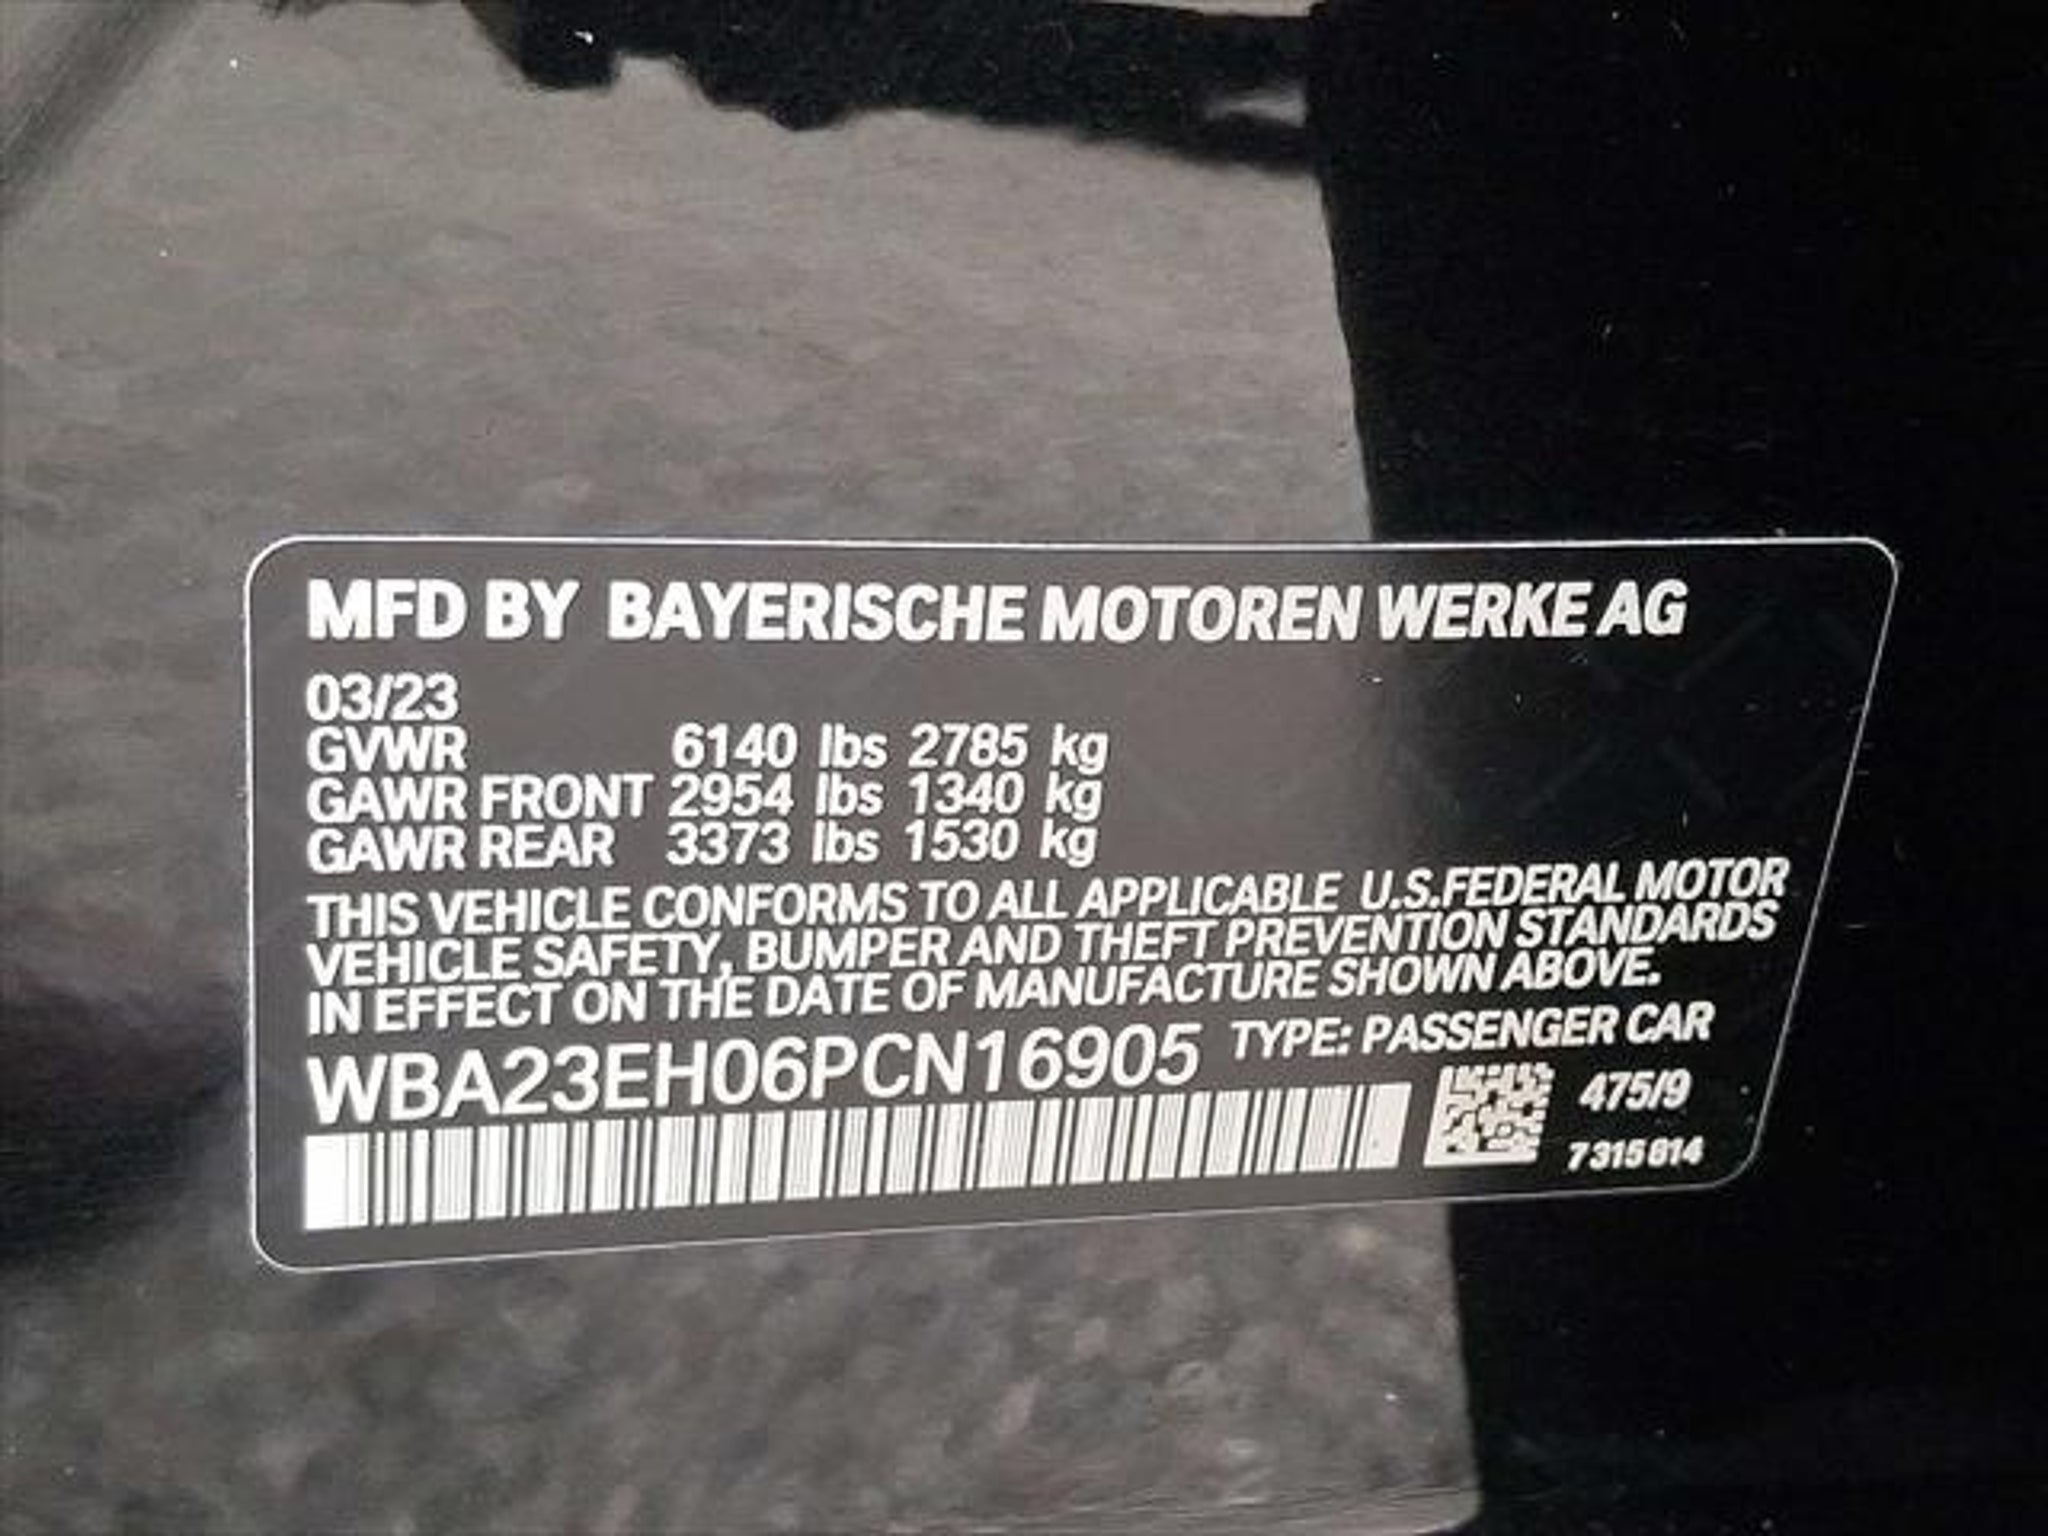 MFD BY BAYERISCHE MOTOREN WERKE AG
03/23
GVWR 6140 lbs 2785 kg
GAWR FRONT 2954 lbs 1340 kg
GAWR REAR 3373 lbs 1530 kg
THIS VEHICLE CONFORMS TO ALL APPLICABLE U.S.FEDERAL MOTOR
VEHICLE SAFETY, BUMPER AND THEFT PREVENTION STANDARDS
IN EFFECT ON THE DATE OF MANUFACTURE SHOWN ABOVE.
WBA23EH06PCN16905 TYPE: PASSENGER CAR
475/9
7315814